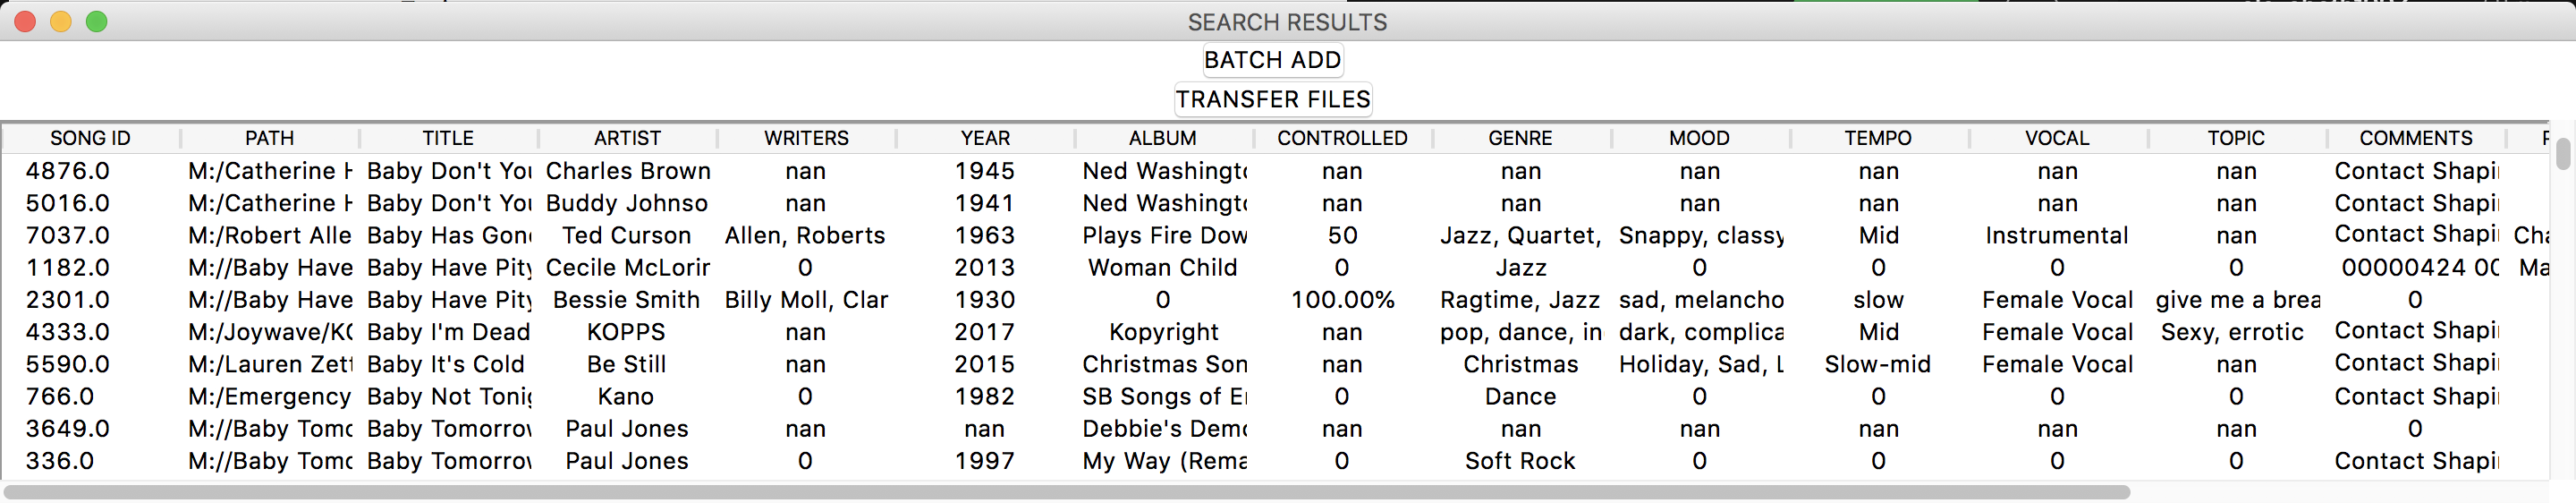 SEARCH RESULTS
BATCH ADD
TRANSFER FILES
SONG ID PATH TITLE ARTIST WRITERS YEAR ALBUM CONTROLLED GENRE MOOD TEMPO VOCAL TOPIC COMMENTS
4876.0 M:/Catherine H Baby Don't You Charles Brown nan 1945 Ned Washingto nan nan nan nan nan nan Contact Shapi
5016.0 M:/Catherine H Baby Don't You Buddy Johnso nan 1941 Ned Washingto nan nan nan nan nan nan Contact Shapi
7037.0 M:/Robert Alle Baby Has Gon Ted Curson Allen, Roberts 1963 Plays Fire Dow 50 Jazz, Quartet, Snappy, classy Mid Instrumental nan Contact Shapi Cha
1182.0 M://Baby Have Baby Have Pity Cecile McLorin 0 2013 Woman Child 0 Jazz 0 0 0 0 00000424 00 Ma
2301.0 M://Baby Have Baby Have Pity Bessie Smith Billy Moll, Clar 1930 0 100.00% Ragtime, Jazz sad, melancho slow Female Vocal give me a brea 0
4333.0 M:/Joywave/KO Baby I'm Dead KOPPS nan 2017 Kopyright nan pop, dance, in dark, complica Mid Female Vocal Sexy, errotic Contact Shapi
5590.0 M:/Lauren Zett Baby It's Cold Be Still nan 2015 Christmas Son nan Christmas Holiday, Sad, L Slow-mid Female Vocal nan Contact Shapi
766.0 M:/Emergency Baby Not Tonig Kano 0 1982 SB Songs of E 0 Dance 0 0 0 0 Contact Shapi
3649.0 M://Baby Tomo Baby Tomorrow Paul Jones nan nan Debbie's Demo nan nan nan nan nan nan 0
336.0 M://Baby Tomo Baby Tomorrow Paul Jones 0 1997 My Way (Rema 0 Soft Rock 0 0 0 0 Contact Shapi